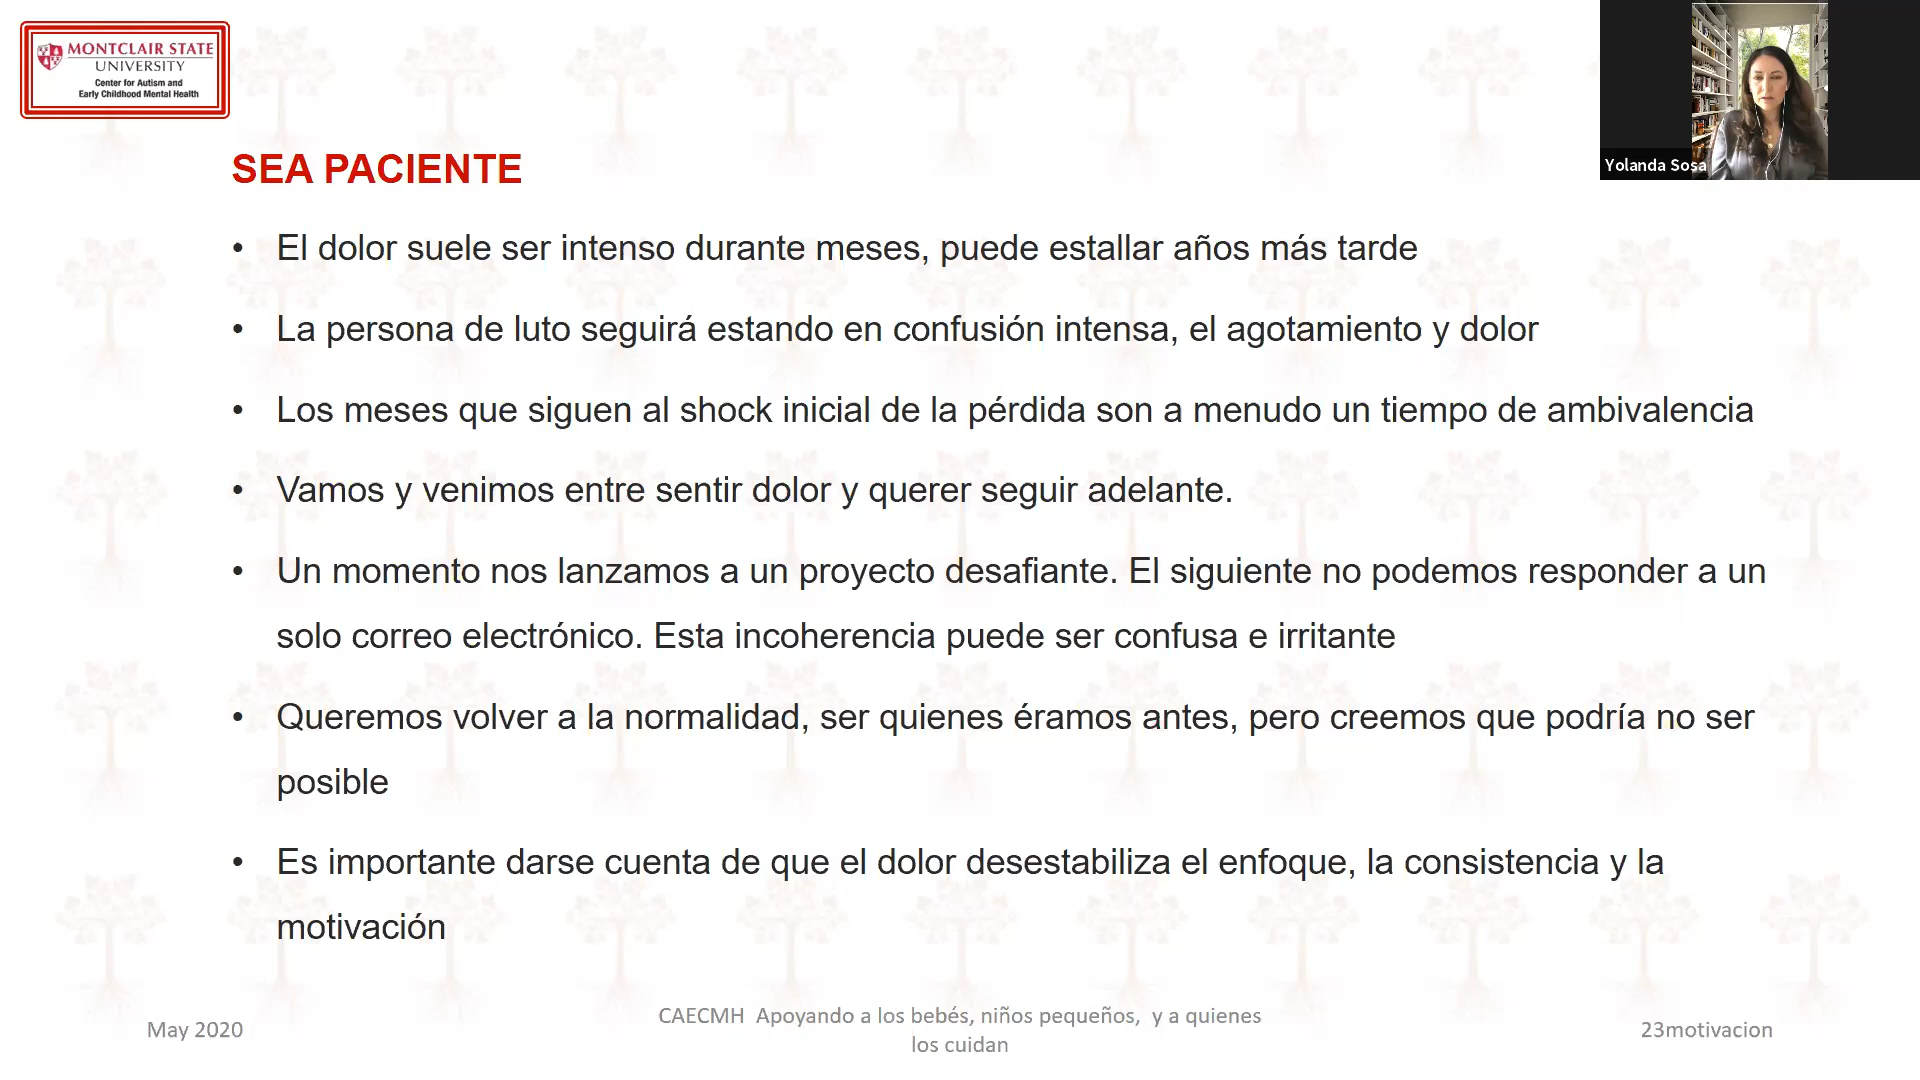 MONTCLAIR STATE
UNIVERSITY
Center for Autism and
Early Childhood Mental Health
Yolanda Sosa
SEA PACIENTE
• El dolor suele ser intenso durante meses, puede estallar años más tarde
• La persona de luto seguirá estando en confusión intensa, el agotamiento y dolor
• Los meses que siguen al shock inicial de la pérdida son a menudo un tiempo de ambivalencia
• Vamos y venimos entre sentir dolor y querer seguir adelante.
• Un momento nos lanzamos a un proyecto desafiante. El siguiente no podemos responder a un
solo correo electrónico. Esta incoherencia puede ser confusa e irritante
• Queremos volver a la normalidad, ser quienes éramos antes, pero creemos que podría no ser
posible
• Es importante darse cuenta de que el dolor desestabiliza el enfoque, la consistencia y la
motivación
May 2020
CAECMH  Apoyando a los bebés, niños pequeños,  y a quienes
los cuidan
23motivacion